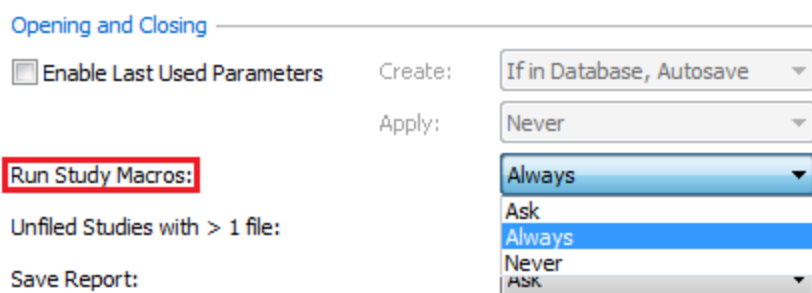 Opening and Closing
Enable Last Used Parameters Create: If in Database, Autosave
Apply: Never
Run Study Macros: Always
Ask
Unfiled Studies with > 1 file: Always
Never
Save Report: Ask